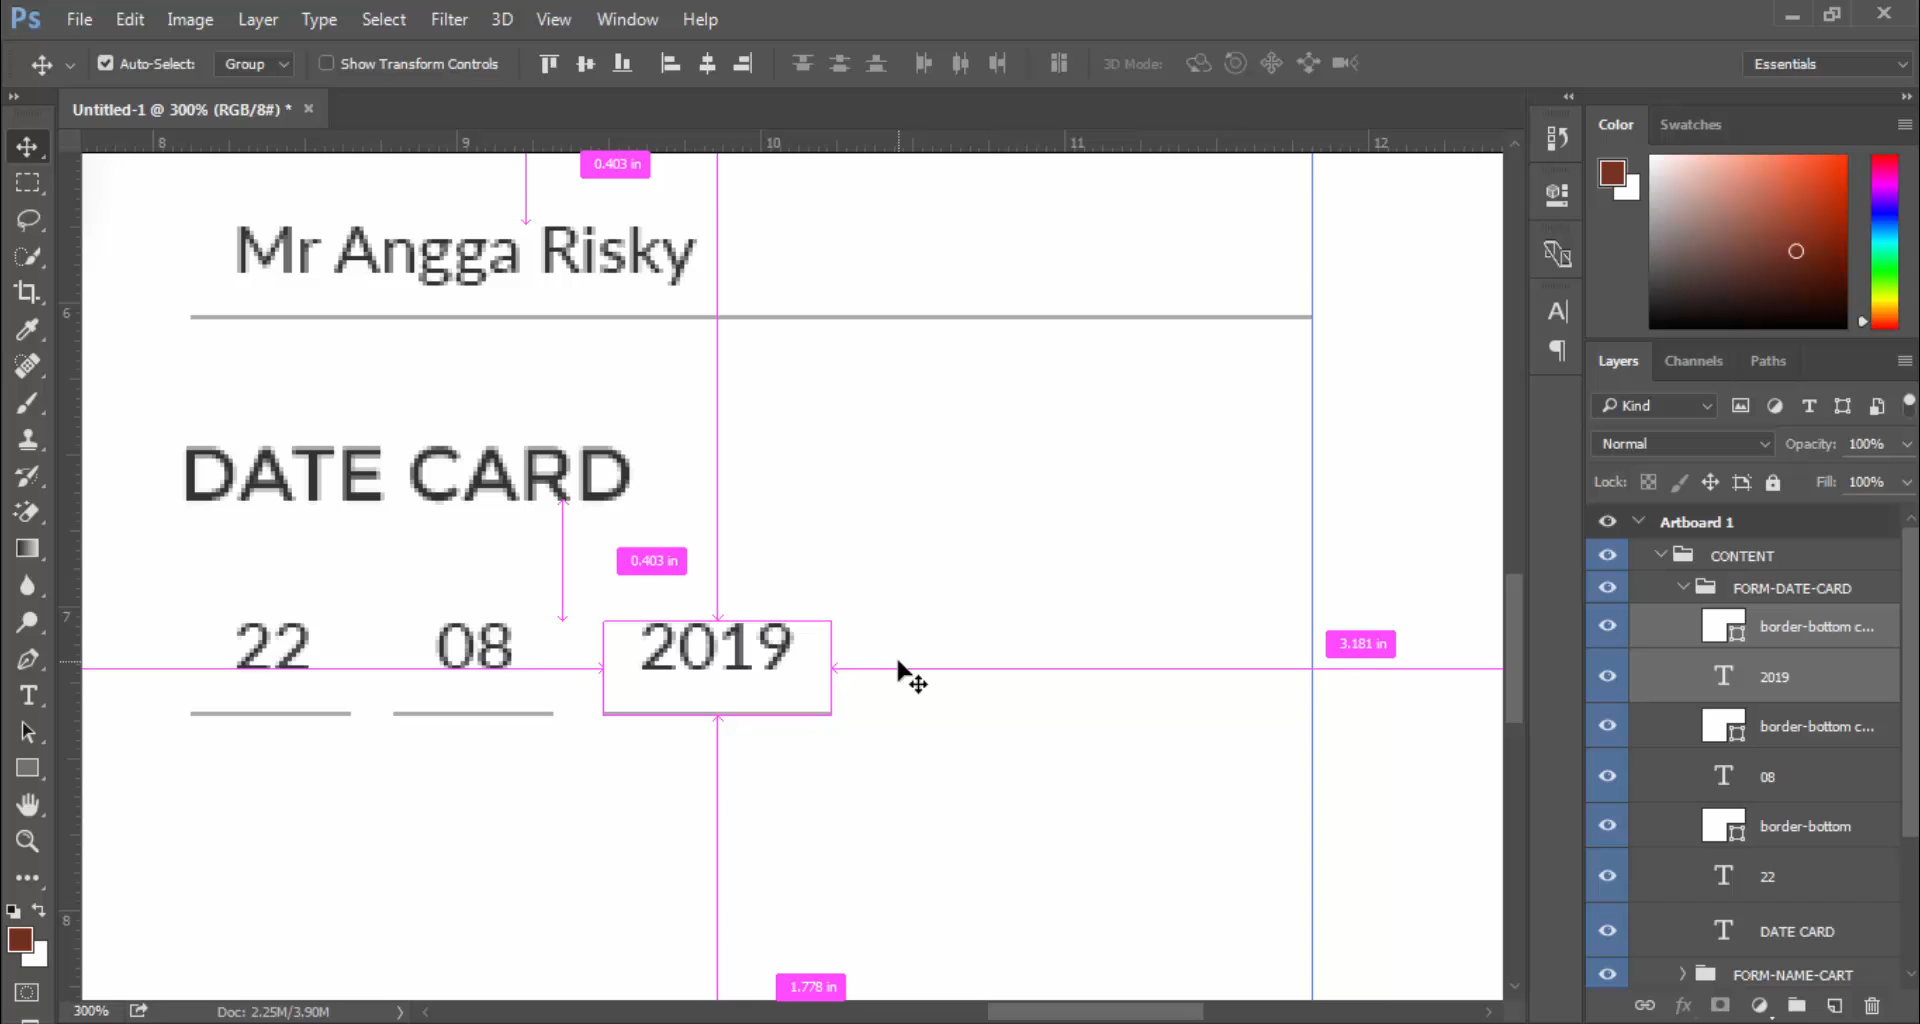 Ps File Edit Image Layer Type Select Filter 3D View Window Help
Auto-Select: Group Show Transform Controls 3D Mode: Essentials
Untitled-1 @ 300% (RGB/8#) *
8 9 10 11 12
Color Swatches
0.403 in
Mr Angga Risky
6
Layers Channels Paths
Kind
Normal Opacity: 100%
DATE CARD
Lock: Fill: 100%
Artboard 1
CONTENT
0.403 in
FORM-DATE-CARD
7
22 08 2019
border-bottom c...
3.181 in
2019
border-bottom c...
08
border-bottom
22
8
DATE CARD
FORM-NAME-CART
1.778 in
300% Doc: 2.25M/3.90M